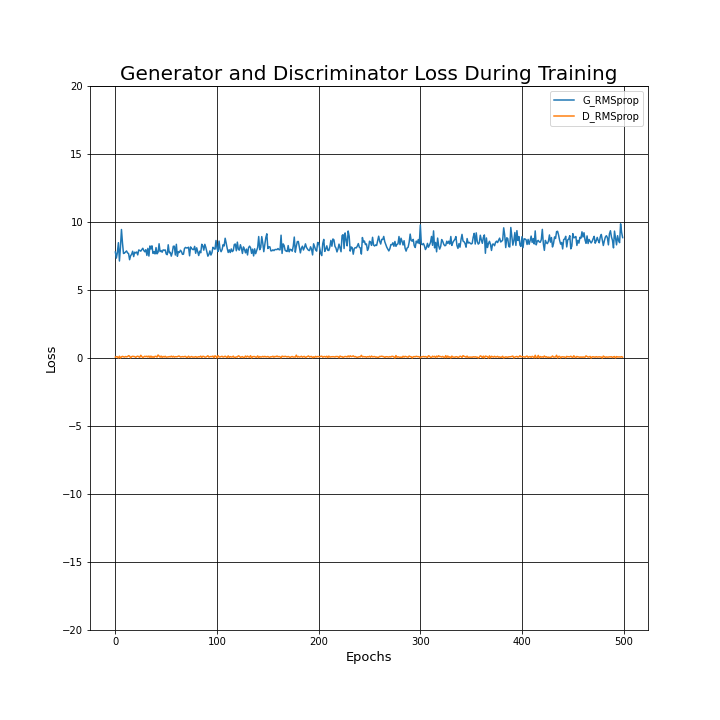 Generator and Discriminator Loss During Training
G_RMSprop
D_RMSprop
20
15
10
5
0
−5
−10
−15
−20
Loss
0 100 200 300 400 500
Epochs